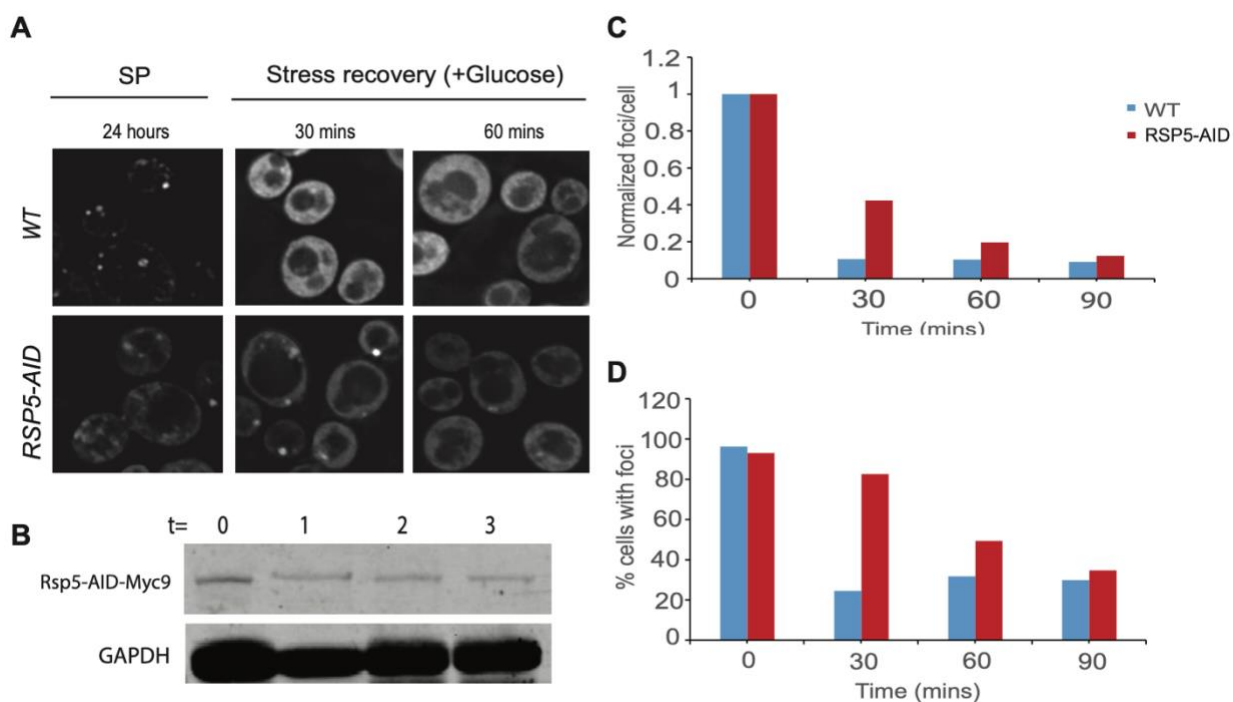 A
SP
Stress recovery (+Glucose)
24 hours
30 mins
60 mins
WT
RSP5-AID
B
t= 0 1 2 3
Rsp5-AID-Myc9
GAPDH
C
Normalized foci/cell
1.2
1
0.8
0.6
0.4
0.2
0
0 30 60 90
Time (mins)
WT
RSP5-AID
D
% cells with foci
120
100
80
60
40
20
0
0 30 60 90
Time (mins)